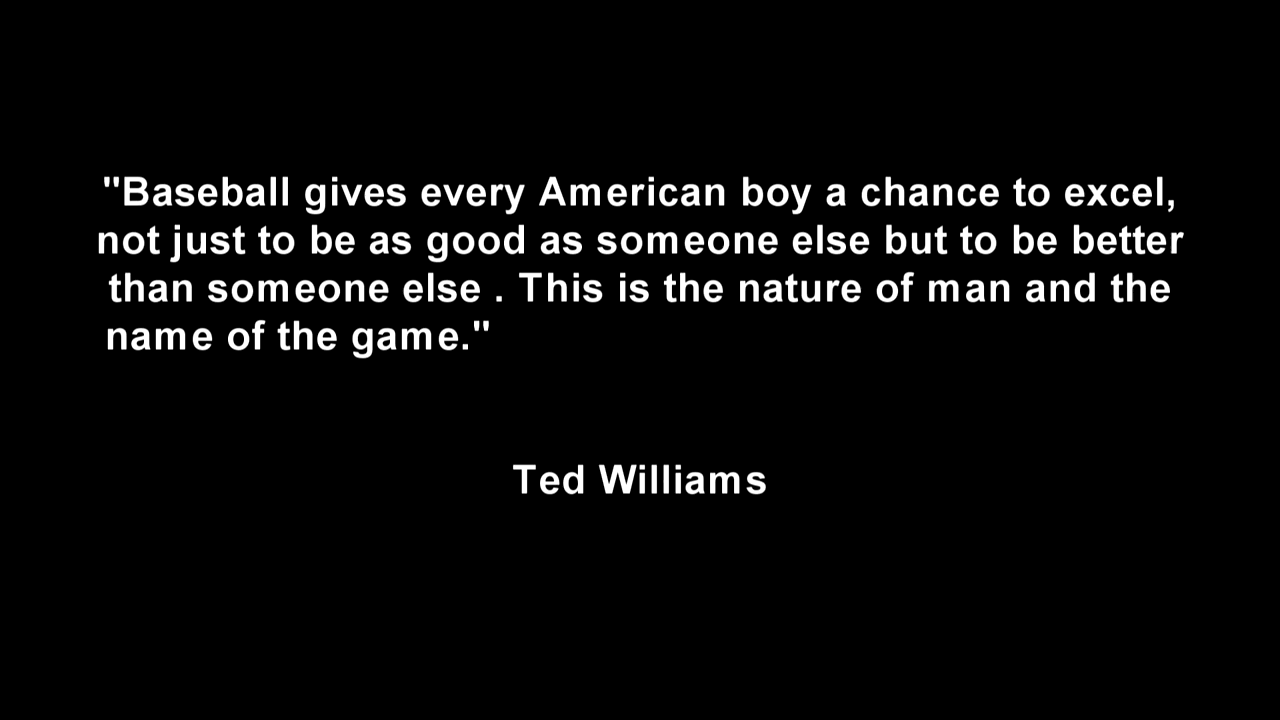 "Baseball gives every American boy a chance to excel,
not just to be as good as someone else but to be better
than someone else . This is the nature of man and the
name of the game."
Ted Williams